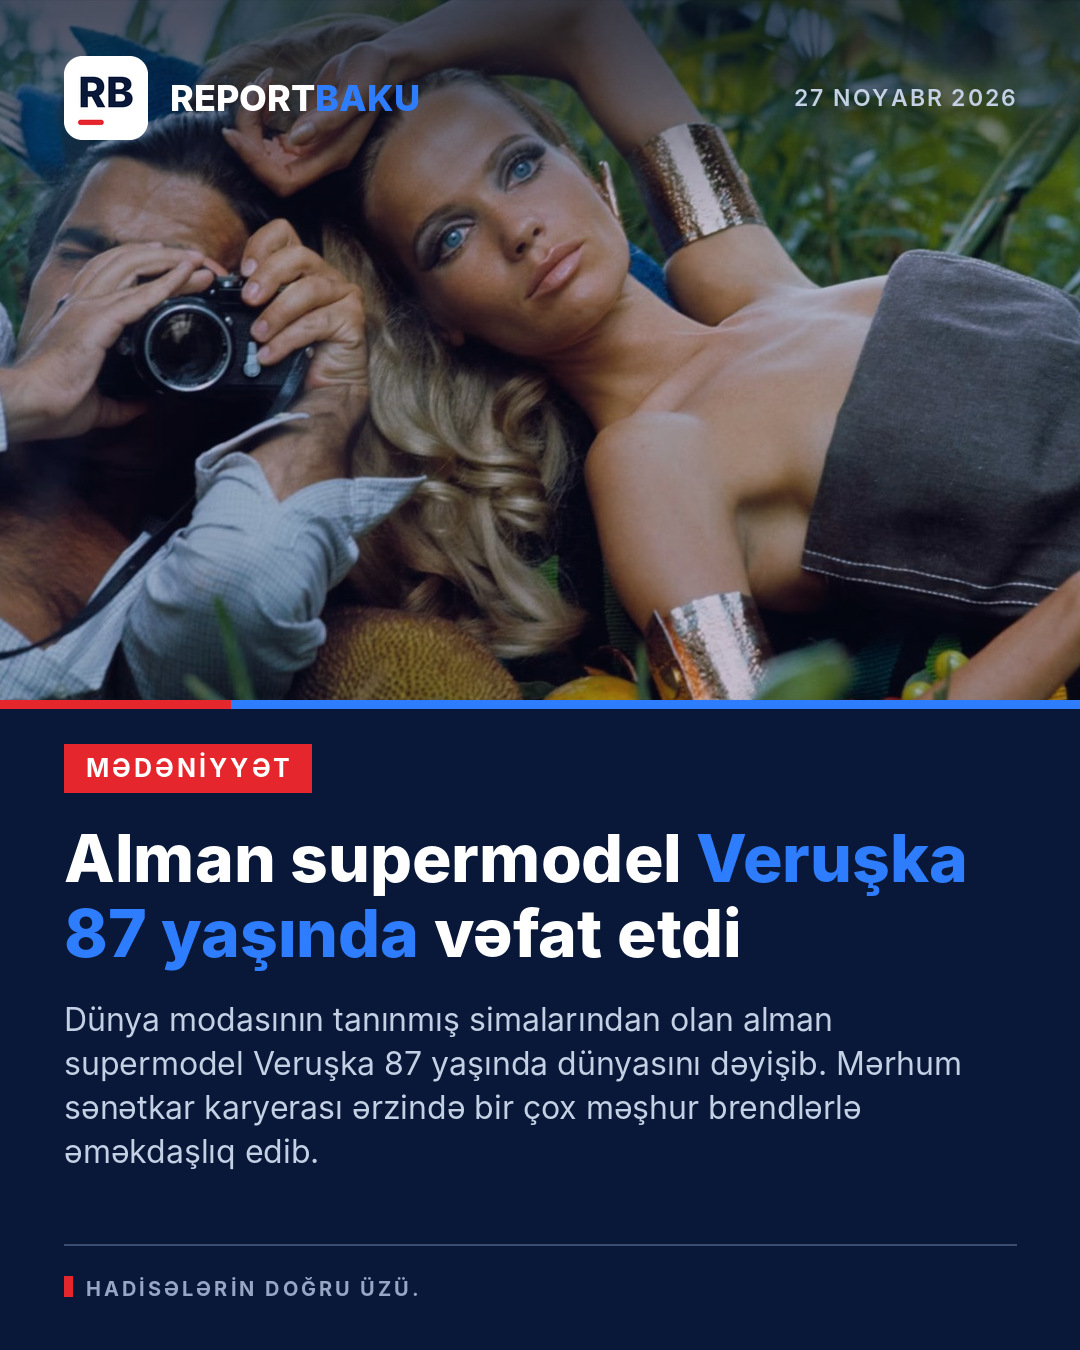 RB
REPORTBAKU
27 NOYABR 2026
MƏDƏNİYYƏT
Alman supermodel Veruşka
87 yaşında vəfat etdi
Dünya modasının tanınmış simalarından olan alman
supermodel Veruşka 87 yaşında dünyasını dəyişib. Mərhum
sənətkar karyerası ərzində bir çox məşhur brendlərlə
əməkdaşlıq edib.
HADİSƏLƏRİN DOĞRU ÜZÜ.